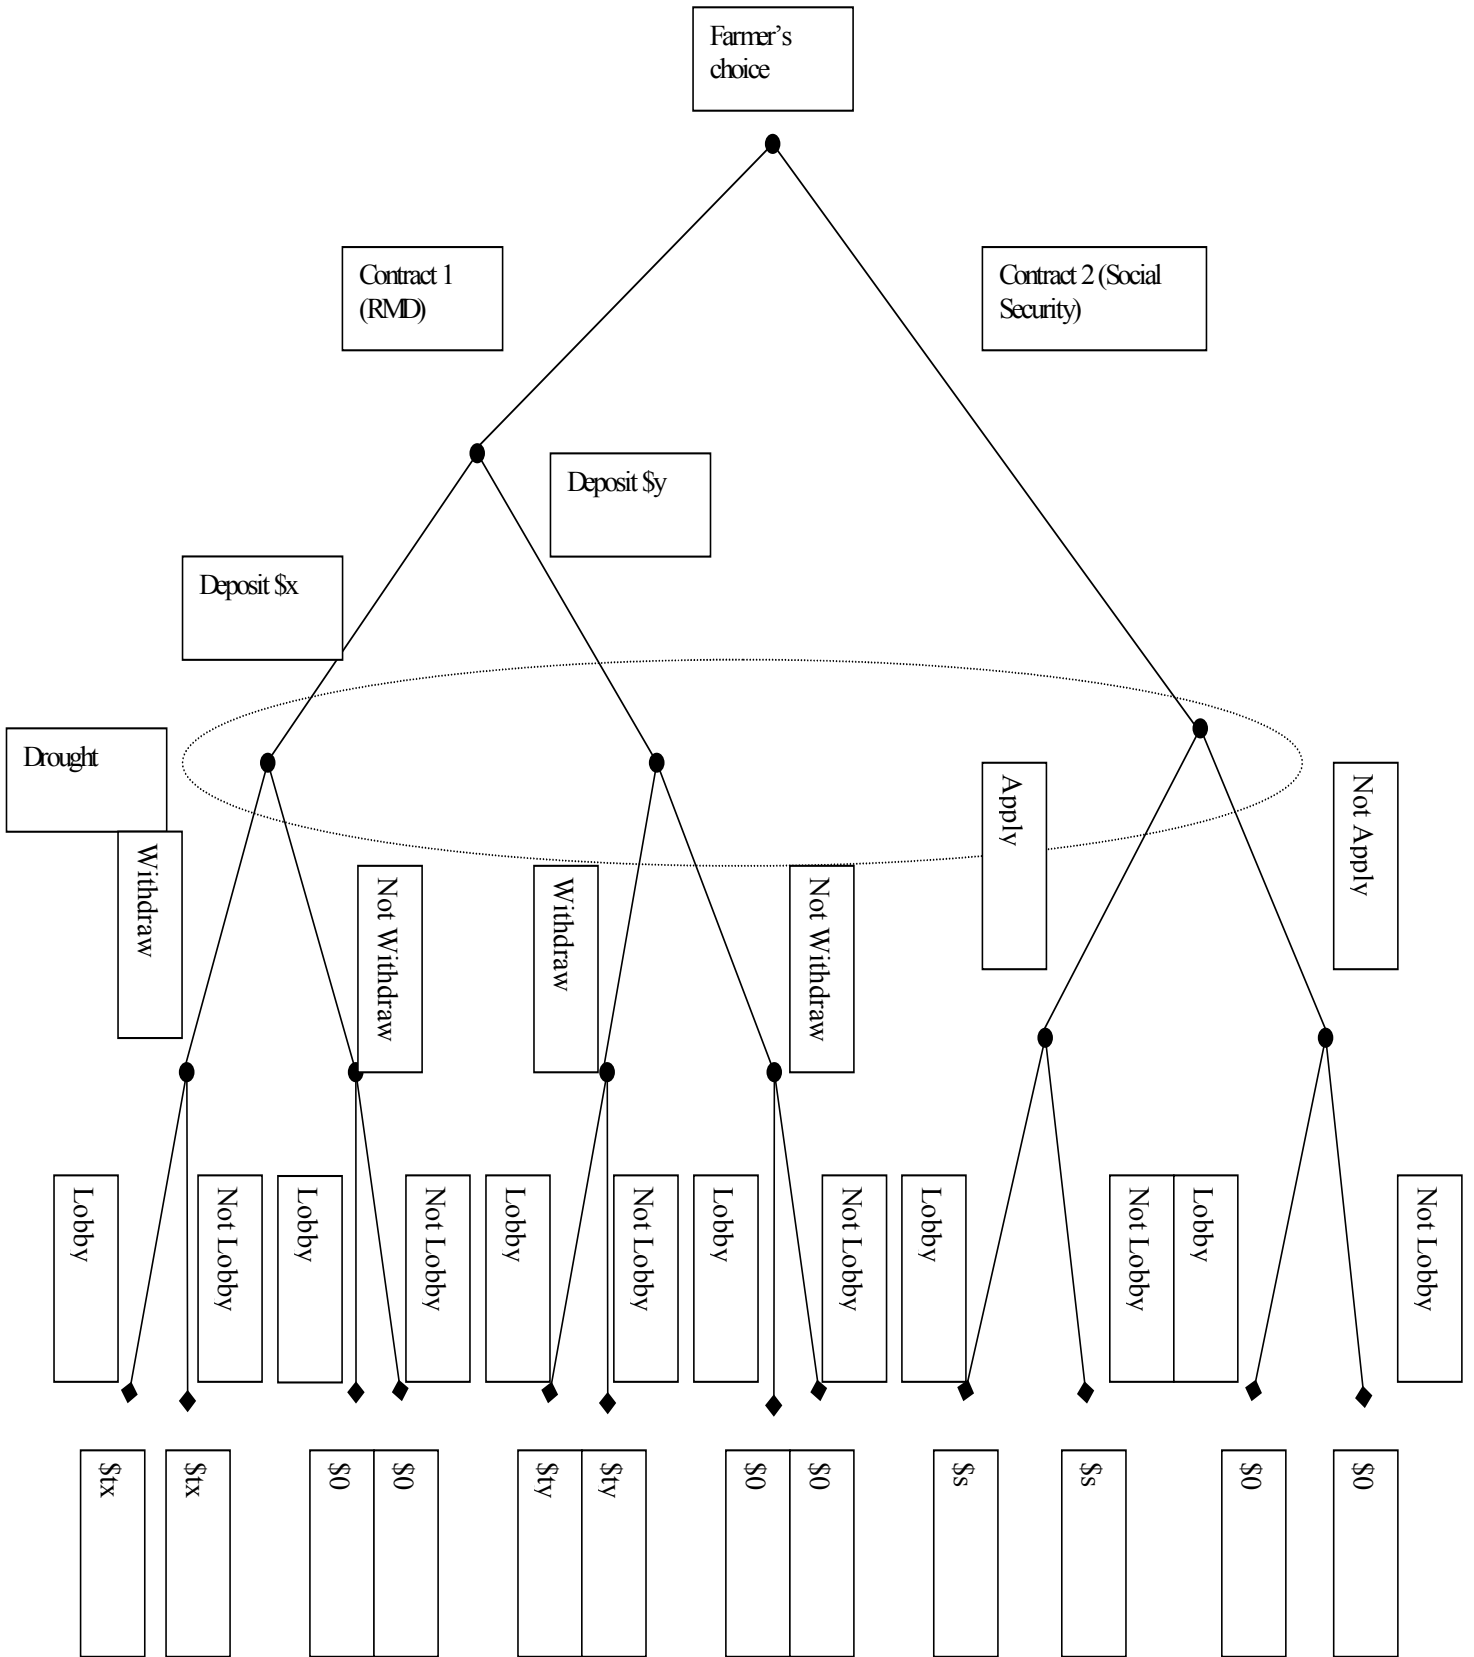 Farmer's
choice
Contract 1
(RMD)
Contract 2 (Social
Security)
Deposit $y
Deposit $x
Drought
Apply
Not Apply
Withdraw
Not Withdraw
Withdraw
Not Withdraw
Lobby
Not Lobby
Lobby
Not Lobby
Lobby
Not Lobby
Lobby
Not Lobby
Lobby
Not Lobby
Lobby
Not Lobby
$tx
$tx
$0
$0
$ty
$ty
$0
$0
$s
$s
$0
$0